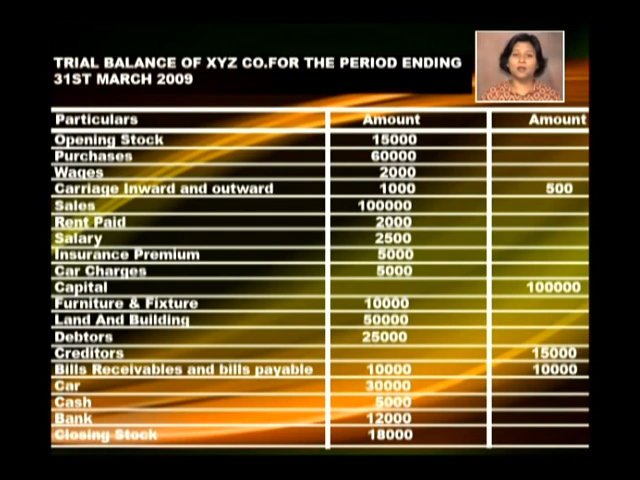 TRIAL BALANCE OF XYZ CO.FOR THE PERIOD ENDING
31ST MARCH 2009
Particulars Amount Amount
Opening Stock 15000
Purchases 60000
Wages 2000
Carriage Inward and outward 1000 500
Sales 100000
Rent Paid 2000
Salary 2500
Insurance Premium 5000
Car Charges 5000
Capital 100000
Furniture & Fixture 10000
Land And Building 50000
Debtors 25000
Creditors 15000
Bills Receivables and bills payable 10000 10000
Car 30000
Cash 5000
Bank 12000
Closing Stock 18000